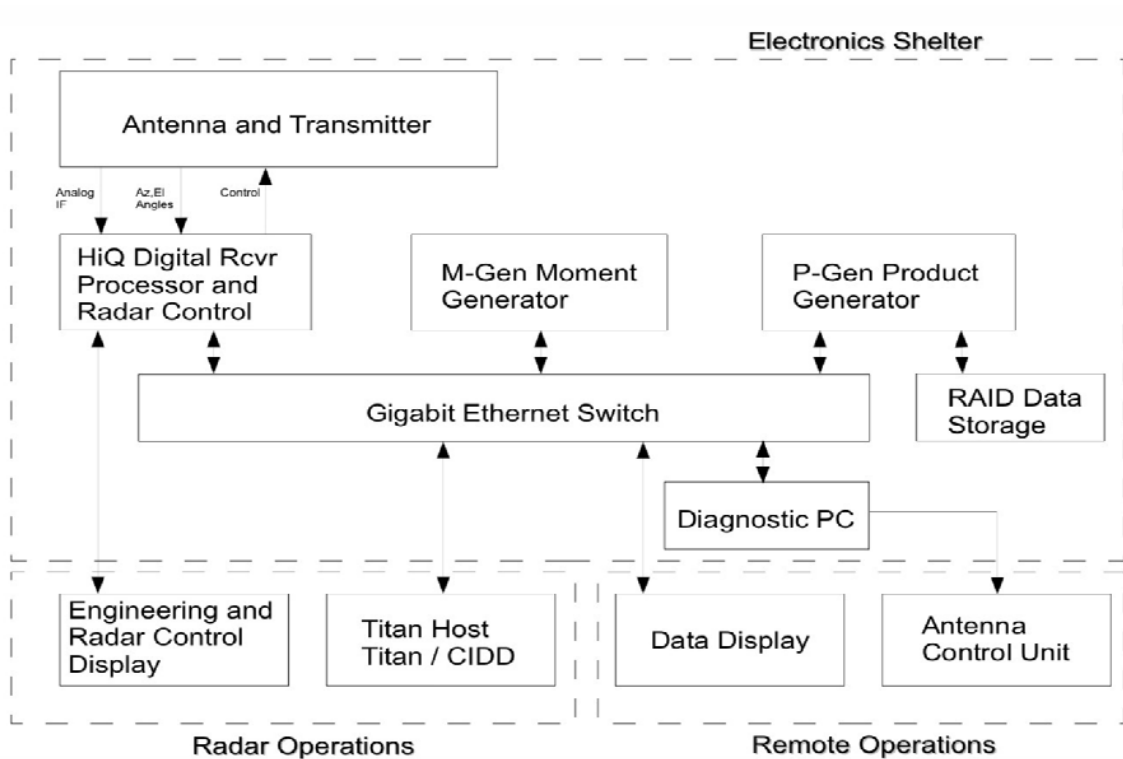 Electronics Shelter
Antenna and Transmitter
Analog
IF
Az,El
Angles
Control
HiQ Digital Rcvr
Processor and
Radar Control
M-Gen Moment
Generator
P-Gen Product
Generator
Gigabit Ethernet Switch
RAID Data
Storage
Diagnostic PC
Engineering and
Radar Control
Display
Titan Host
Titan / CIDD
Data Display
Antenna
Control Unit
Radar Operations
Remote Operations